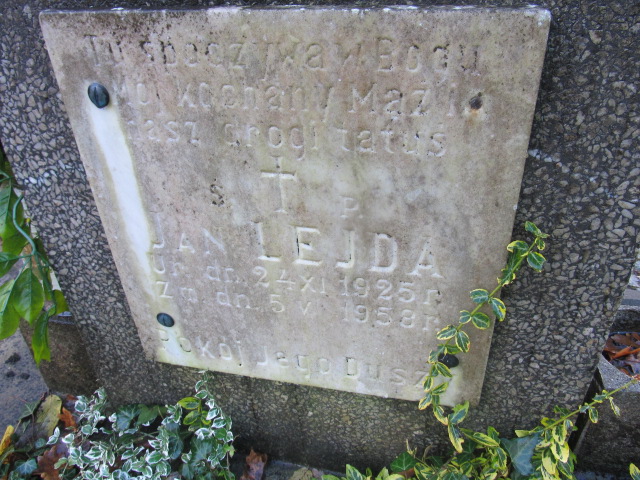 Tu spoczywa w Bogu
Mój kochany Mąż i
nasz drogi tatuś
ś P
JAN LEJDA
Ur. dn. 24 XI 1925 r.
Zm dn. 5 V 1958 r.
Pokój Jego Duszy